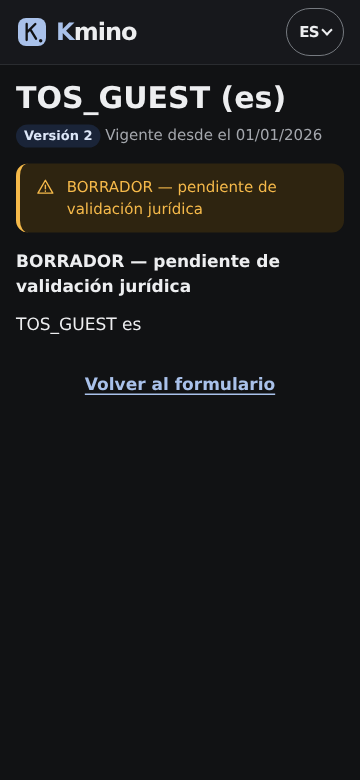 K. Kmino
ES
TOS_GUEST (es)
Versión 2 Vigente desde el 01/01/2026
BORRADOR — pendiente de
validación jurídica
BORRADOR — pendiente de
validación jurídica
TOS_GUEST es
Volver al formulario